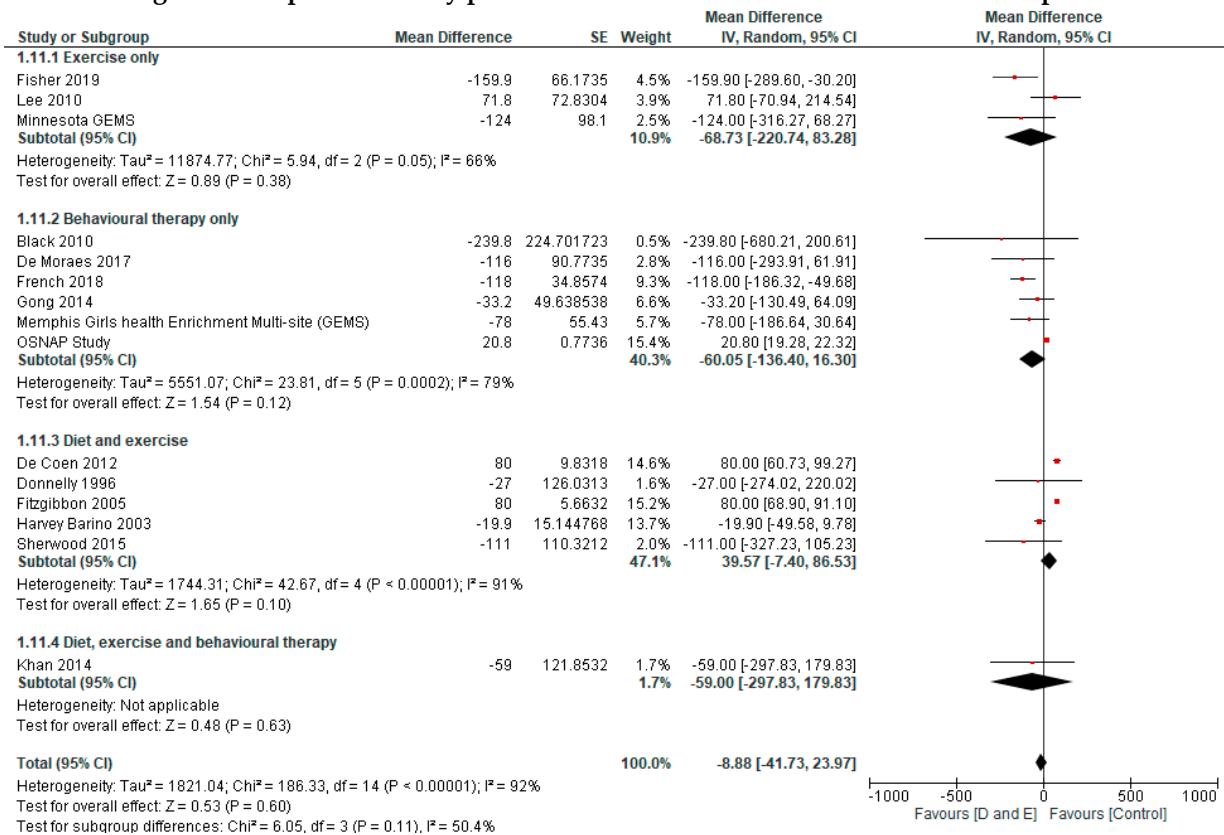 Mean Difference Mean Difference
Study or Subgroup Mean Difference SE Weight IV, Random, 95% CI IV, Random, 95% CI
1.11.1 Exercise only
Fisher 2019 -159.9 66.1735 4.5% -159.90 [-289.60, -30.20]
Lee 2010 71.8 72.8304 3.9% 71.80 [-70.94, 214.54]
Minnesota GEMS -124 98.1 2.5% -124.00 [-316.27, 68.27]
Subtotal (95% CI) 10.9% -68.73 [-220.74, 83.28]
Heterogeneity: Tau² = 11874.77; Chi² = 5.94, df = 2 (P = 0.05); I² = 66%
Test for overall effect: Z = 0.89 (P = 0.38)
1.11.2 Behavioural therapy only
Black 2010 -239.8 224.701723 0.5% -239.80 [-680.21, 200.61]
De Moraes 2017 -116 90.7735 2.8% -116.00 [-293.91, 61.91]
French 2018 -118 34.8574 9.3% -118.00 [-186.32, -49.68]
Gong 2014 -33.2 49.638538 6.6% -33.20 [-130.49, 64.09]
Memphis Girls health Enrichment Multi-site (GEMS) -78 55.43 5.7% -78.00 [-186.64, 30.64]
OSNAP Study 20.8 0.7736 15.4% 20.80 [19.28, 22.32]
Subtotal (95% CI) 40.3% -60.05 [-136.40, 16.30]
Heterogeneity: Tau² = 5551.07; Chi² = 23.81, df = 5 (P = 0.0002); I² = 79%
Test for overall effect: Z = 1.54 (P = 0.12)
1.11.3 Diet and exercise
De Coen 2012 80 9.8318 14.6% 80.00 [60.73, 99.27]
Donnelly 1996 -27 126.0313 1.6% -27.00 [-274.02, 220.02]
Fitzgibbon 2005 80 5.6632 15.2% 80.00 [68.90, 91.10]
Harvey Barino 2003 -19.9 15.144768 13.7% -19.90 [-49.58, 9.78]
Sherwood 2015 -111 110.3212 2.0% -111.00 [-327.23, 105.23]
Subtotal (95% CI) 47.1% 39.57 [-7.40, 86.53]
Heterogeneity: Tau² = 1744.31; Chi² = 42.67, df = 4 (P < 0.00001); I² = 91%
Test for overall effect: Z = 1.65 (P = 0.10)
1.11.4 Diet, exercise and behavioural therapy
Khan 2014 -59 121.8532 1.7% -59.00 [-297.83, 179.83]
Subtotal (95% CI) 1.7% -59.00 [-297.83, 179.83]
Heterogeneity: Not applicable
Test for overall effect: Z = 0.48 (P = 0.63)
Total (95% CI) 100.0% -8.88 [-41.73, 23.97]
Heterogeneity: Tau² = 1821.04; Chi² = 186.33, df = 14 (P < 0.00001); I² = 92%
Test for overall effect: Z = 0.53 (P = 0.60)
Test for subgroup differences: Chi² = 6.05, df = 3 (P = 0.11), I² = 50.4%
-1000 -500 0 500 1000
Favours [D and E] Favours [Control]